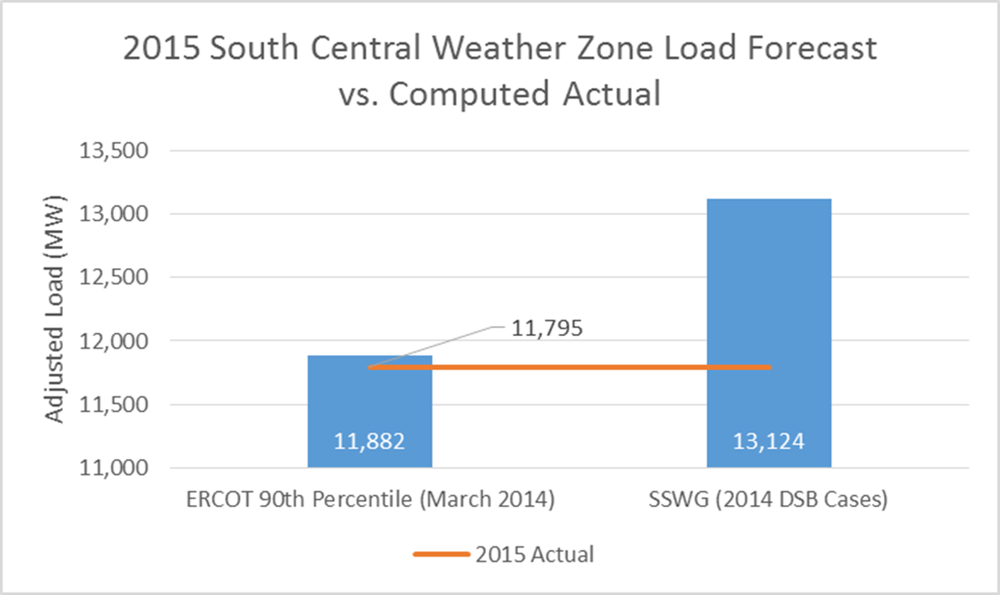 2015 South Central Weather Zone Load Forecast
vs. Computed Actual
Adjusted Load (MW)
13,500
13,000
12,500
12,000
11,500
11,000
11,795
11,882
13,124
ERCOT 90th Percentile (March 2014)
SSWG (2014 DSB Cases)
2015 Actual